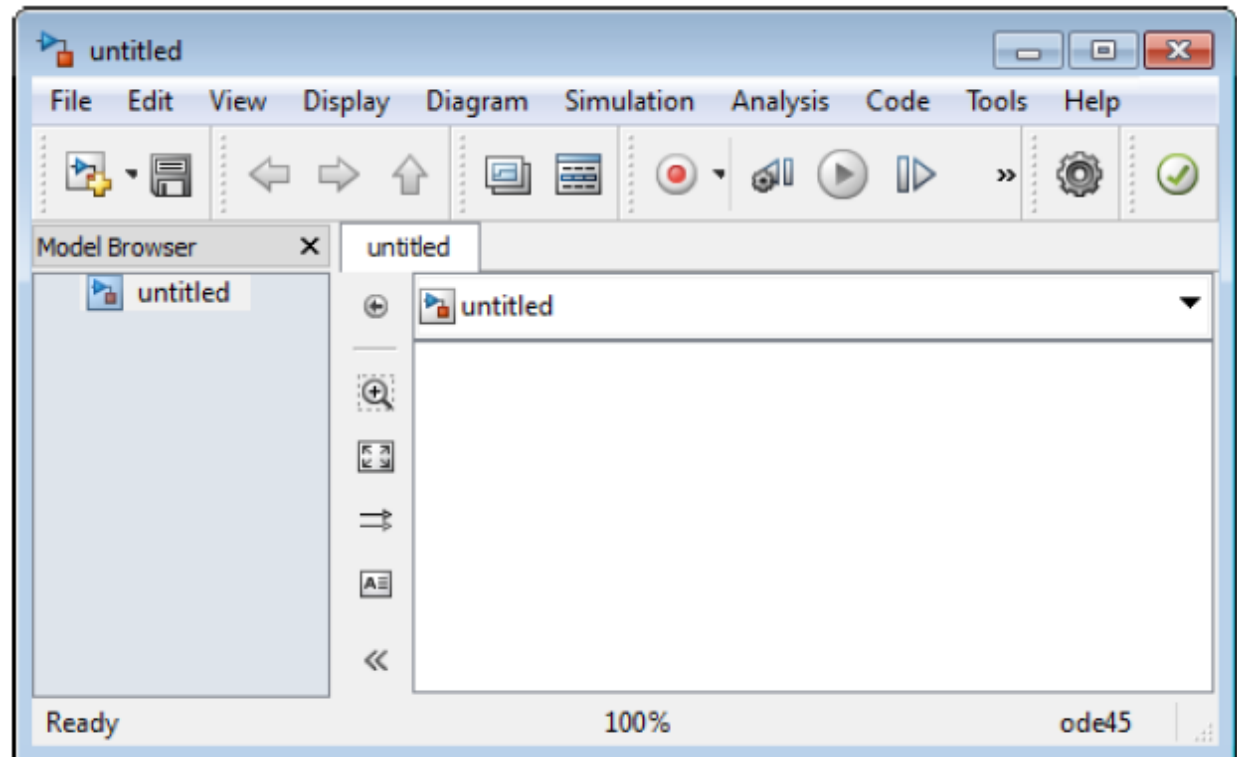 untitled
File Edit View Display Diagram Simulation Analysis Code Tools Help
Model Browser
untitled
untitled
untitled
Ready 100% ode45